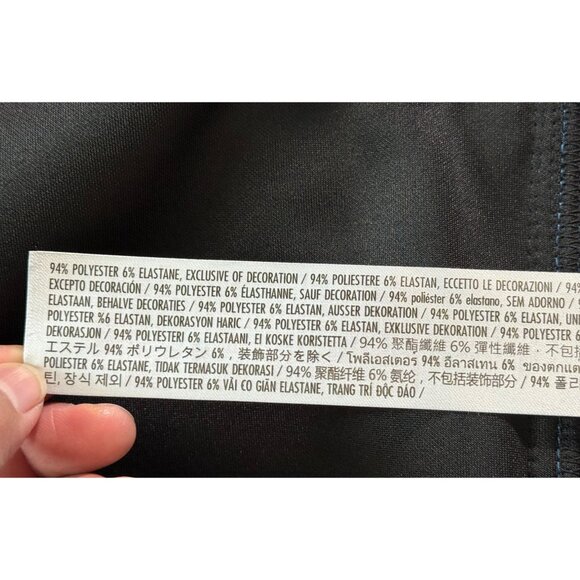 94% POLYESTER 6% ELASTANE, EXCLUSIVE OF DECORATION / 94% POLIESTERE 6% ELASTAN, ECCETTO LE DECORAZIONI / 94%
EXCEPTO DECORACIÓN / 94% POLYESTER 6% ÉLASTHANNE, SAUF DECORATION / 94% poliéster 6% elastano, SEM ADORNO /
ELASTAAN, BEHALVE DECORATIES / 94% POLYESTER 6% ELASTAN, AUSSER DEKORATION / 94% POLYESTER 6% ELASTAN,
POLYESTER %6 ELASTAN, DEKORASYON HARIC / 94% POLYESTER 6% ELASTAN, EXKLUSIVE DEKORATION / 94% POLYESTER 6%
DEKORASJON / 94% POLYESTERI 6% ELASTAANI, EI KOSKE KORISTETTA / 94% 聚酯纖維 6% 彈性纖維，不包括
エステル 94% ポリウレタン 6%，装飾部分を除く / โพลีเอสเตอร์ 94% อีลาสเทน 6% ของตกแต่ง
POLIESTER 6% ELASTANE, TIDAK TERMASUK DEKORASI / 94% 聚酯纤维 6% 氨纶，不包括装饰部分 / 94% 폴리
틴, 장식 제외 / 94% POLYESTER 6% VẢI CO GIÃN ELASTANE, TRANG TRÍ ĐỘC ĐÁO /